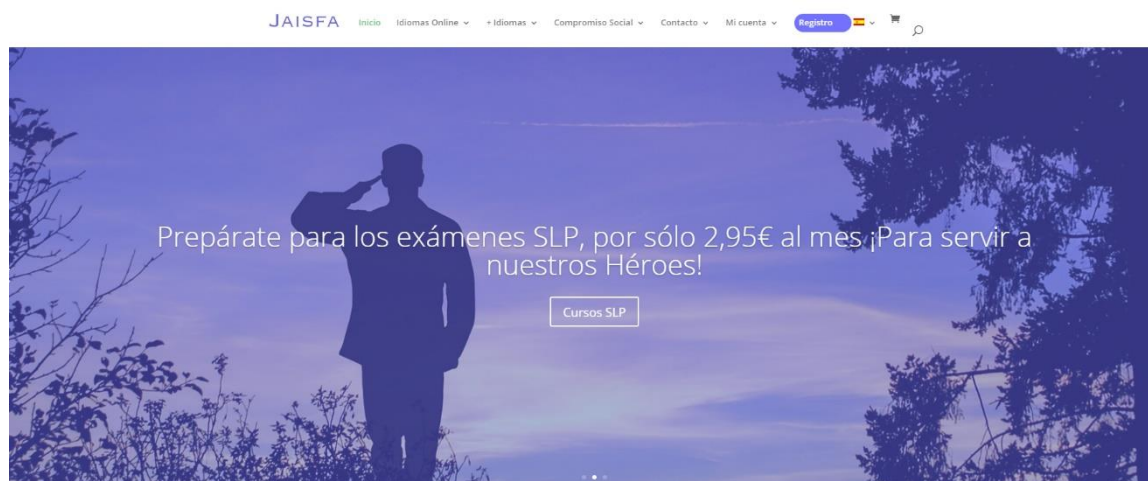 JAISFA Inicio Idiomas Online + Idiomas Compromiso Social Contacto Mi cuenta Registro
Prepárate para los exámenes SLP, por sólo 2,95€ al mes ¡Para servir a
nuestros Héroes!
Cursos SLP